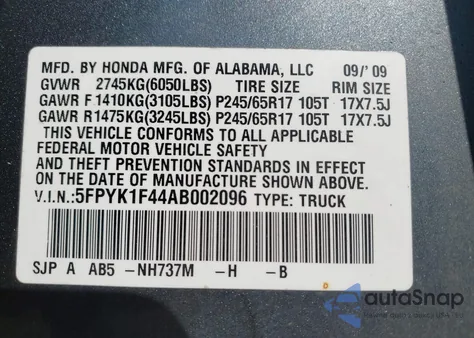 MFD. BY HONDA MFG. OF ALABAMA, LLC 09/' 09
GVWR 2745KG(6050LBS) TIRE SIZE RIM SIZE
GAWR F1410KG(3105LBS) P245/65R17 105T 17X7.5J
GAWR R1475KG(3245LBS) P245/65R17 105T 17X7.5J
THIS VEHICLE CONFORMS TO ALL APPLICABLE
FEDERAL MOTOR VEHICLE SAFETY
AND THEFT PREVENTION STANDARDS IN EFFECT
ON THE DATE OF MANUFACTURE SHOWN ABOVE.
V.I.N.:5FPYK1F44AB002096 TYPE: TRUCK
SJP A AB5 -NH737M -H -B
autoSnap